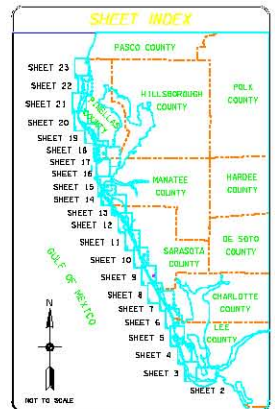 SHEET INDEX
PASCO COUNTY
SHEET 23
SHEET 22
SHEET 21
SHEET 20
SHEET 19
SHEET 18
SHEET 17
SHEET 16
SHEET 15
SHEET 14
SHEET 13
SHEET 12
SHEET 11
SHEET 10
SHEET 9
SHEET 8
SHEET 7
SHEET 6
SHEET 5
SHEET 4
SHEET 3
SHEET 2
PINELLAS
COUNTY
HILLSBOROUGH
COUNTY
POLK
COUNTY
MANATEE
COUNTY
HARDEE
COUNTY
SARASOTA
COUNTY
DE SOTO
COUNTY
CHARLOTTE
COUNTY
LEE
COUNTY
GULF OF MEXICO
N
NOT TO SCALE